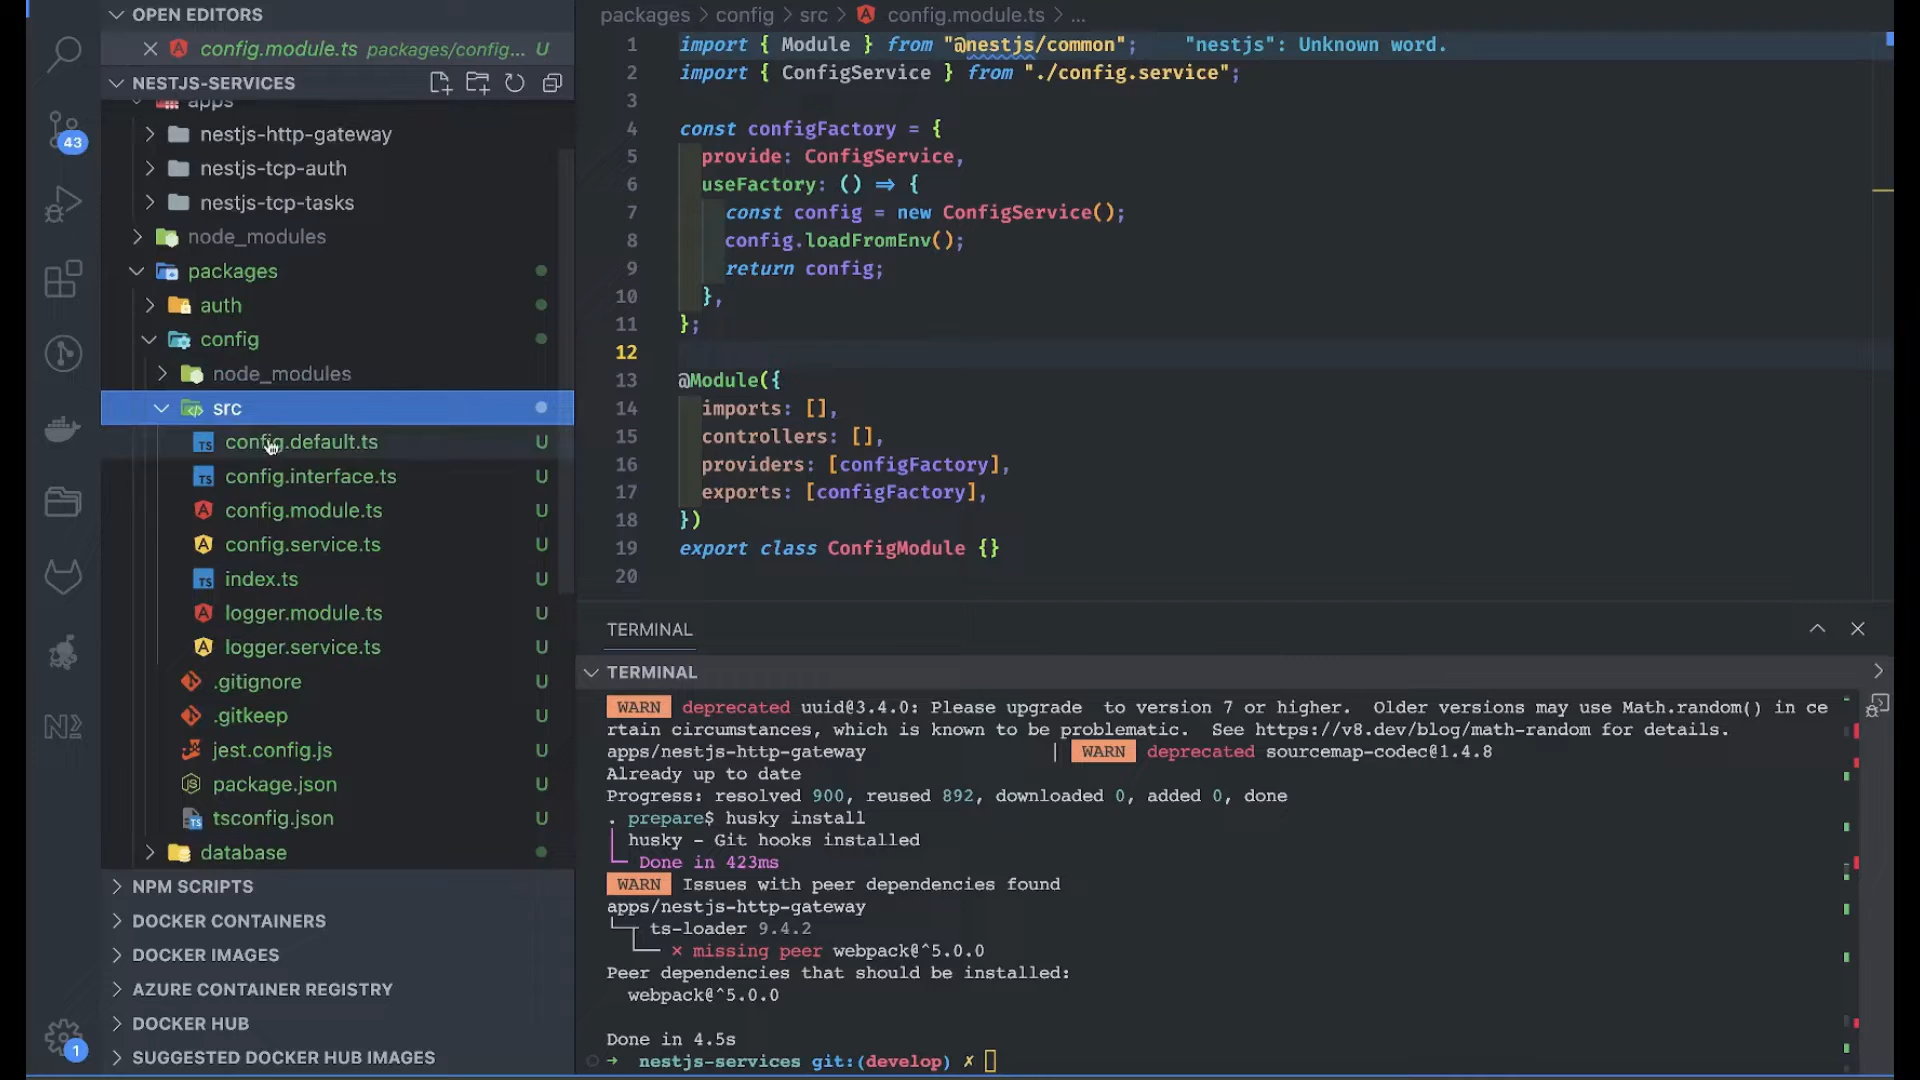 OPEN EDITORS
config.module.ts packages/config... U
NESTJS-SERVICES
apps
nestjs-http-gateway
nestjs-tcp-auth
nestjs-tcp-tasks
node_modules
packages
auth
config
node_modules
src
config.default.ts U
config.interface.ts U
config.module.ts U
config.service.ts U
index.ts U
logger.module.ts U
logger.service.ts U
.gitignore U
.gitkeep U
jest.config.js U
package.json U
tsconfig.json U
database
NPM SCRIPTS
DOCKER CONTAINERS
DOCKER IMAGES
AZURE CONTAINER REGISTRY
DOCKER HUB
SUGGESTED DOCKER HUB IMAGES
43
1
packages > config > src > config.module.ts > ...
1 import { Module } from "@nestjs/common"; "nestjs": Unknown word.
2 import { ConfigService } from "./config.service";
3
4 const configFactory = {
5 provide: ConfigService,
6 useFactory: () => {
7 const config = new ConfigService();
8 config.loadFromEnv();
9 return config;
10 },
11 };
12
13 @Module({
14 imports: [],
15 controllers: [],
16 providers: [configFactory],
17 exports: [configFactory],
18 })
19 export class ConfigModule {}
20
TERMINAL
TERMINAL
WARN deprecated uuid@3.4.0: Please upgrade to version 7 or higher. Older versions may use Math.random() in ce
rtain circumstances, which is known to be problematic. See https://v8.dev/blog/math-random for details.
apps/nestjs-http-gateway | WARN deprecated sourcemap-codec@1.4.8
Already up to date
Progress: resolved 900, reused 892, downloaded 0, added 0, done
. prepare$ husky install
husky - Git hooks installed
Done in 423ms
WARN Issues with peer dependencies found
apps/nestjs-http-gateway
ts-loader 9.4.2
✕ missing peer webpack@^5.0.0
Peer dependencies that should be installed:
webpack@^5.0.0
Done in 4.5s
➜ nestjs-services git:(develop) ✗